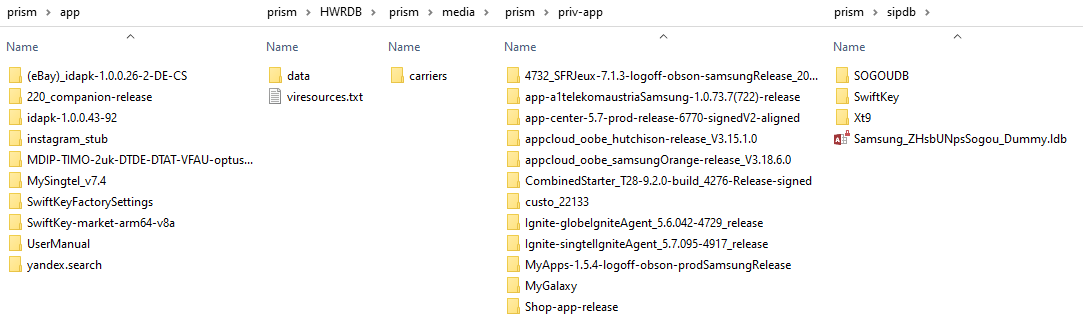 prism > app
Name
(eBay)_idapk-1.0.0.26-2-DE-CS
220_companion-release
idapk-1.0.0.43-92
instagram_stub
MDIP-TIMO-2uk-DTDE-DTAT-VFAU-optus...
MySingtel_v7.4
SwiftKeyFactorySettings
SwiftKey-market-arm64-v8a
UserManual
yandex.search
prism > HWRDB >
Name
data
viresources.txt
prism > media >
Name
carriers
prism > priv-app
Name
4732_SFRJeux-7.1.3-logoff-obson-samsungRelease_20...
app-a1telekomaustriaSamsung-1.0.73.7(722)-release
app-center-5.7-prod-release-6770-signedV2-aligned
appcloud_oobe_hutchison-release_V3.15.1.0
appcloud_oobe_samsungOrange-release_V3.18.6.0
CombinedStarter_T28-9.2.0-build_4276-Release-signed
custo_22133
Ignite-globeIgniteAgent_5.6.042-4729_release
Ignite-singtelIgniteAgent_5.7.095-4917_release
MyApps-1.5.4-logoff-obson-prodSamsungRelease
MyGalaxy
Shop-app-release
prism > sipdb >
Name
SOGOUDB
SwiftKey
Xt9
Samsung_ZHsbUNpsSogou_Dummy.ldb